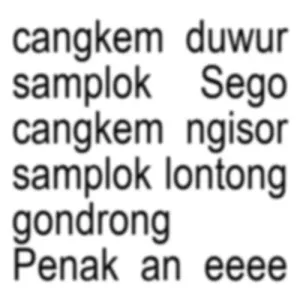 cangkem duwur
samplok Sego
cangkem ngisor
samplok lontong
gondrong
Penak an eeee